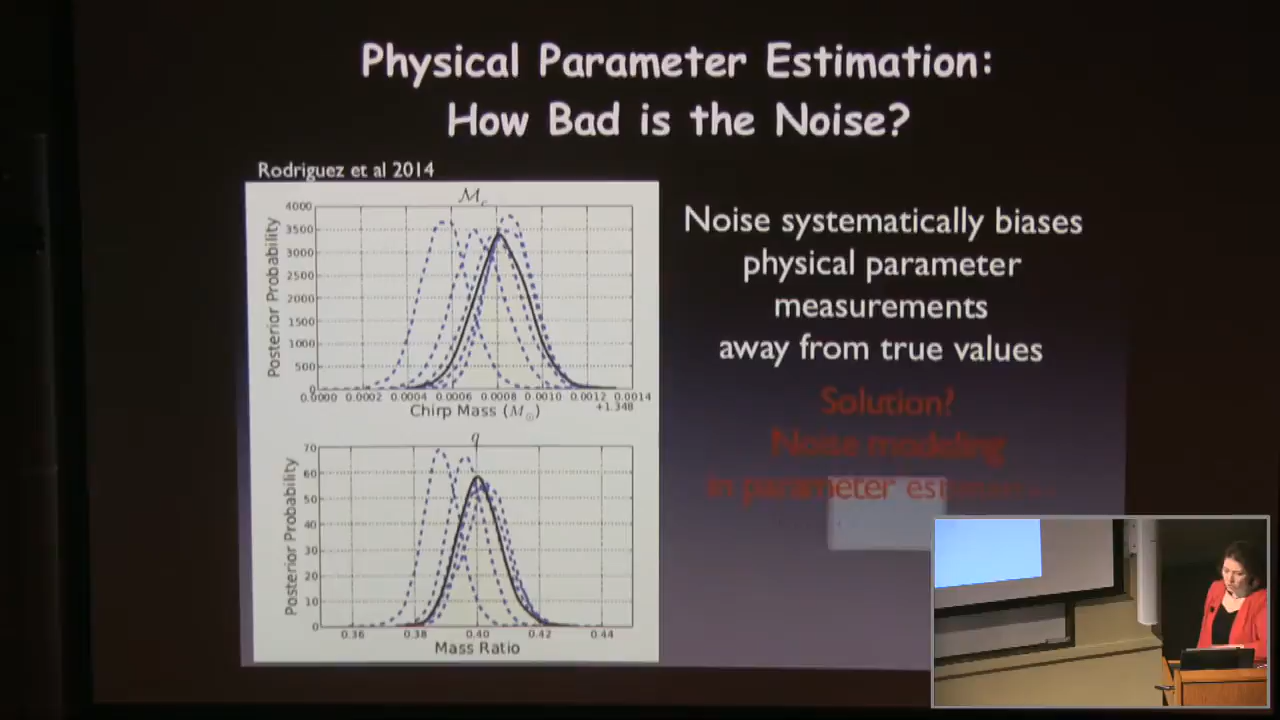 Physical Parameter Estimation:
How Bad is the Noise?
Rodriguez et al 2014
M_c
4000
3500
3000
2500
2000
1500
1000
500
0
Posterior Probability
0.0000 0.0002 0.0004 0.0006 0.0008 0.0010 0.0012 0.0014
+1.348
Chirp Mass (M_⊙)
q
70
60
50
40
30
20
10
0
Posterior Probability
0.36 0.38 0.40 0.42 0.44
Mass Ratio
Noise systematically biases
physical parameter
measurements
away from true values
Solution?
Noise modeling
in parameter